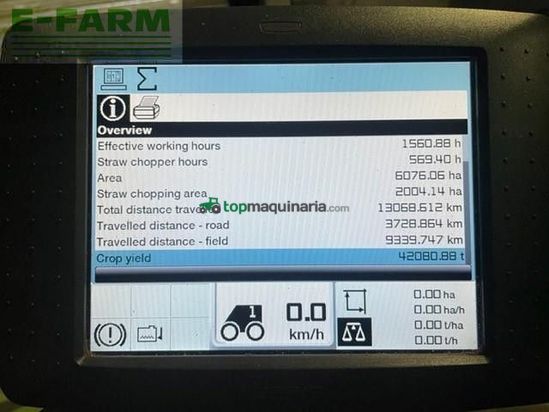 E-FARM
Overview
Effective working hours 1560.88 h
Straw chopper hours 569.40 h
Area 6076.06 ha
Straw chopping area 2004.14 ha
Total distance trave 13068.612 km
topmaquinaria.com
Travelled distance - road 3728.864 km
Travelled distance - field 9339.747 km
Crop yield 42080.88 t
1 0.0 km/h
0.00 ha
0.00 ha/h
0.00 t/ha
0.00 t/h